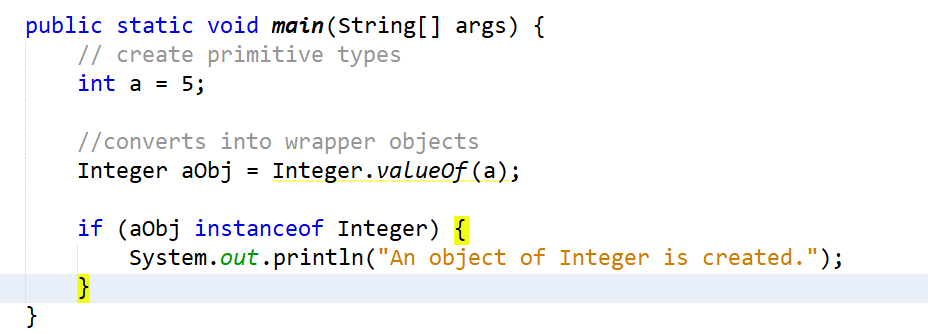 public static void main(String[] args) {
// create primitive types
int a = 5;
//converts into wrapper objects
Integer aObj = Integer.valueOf(a);
if (aObj instanceof Integer) {
System.out.println("An object of Integer is created.");
}
}